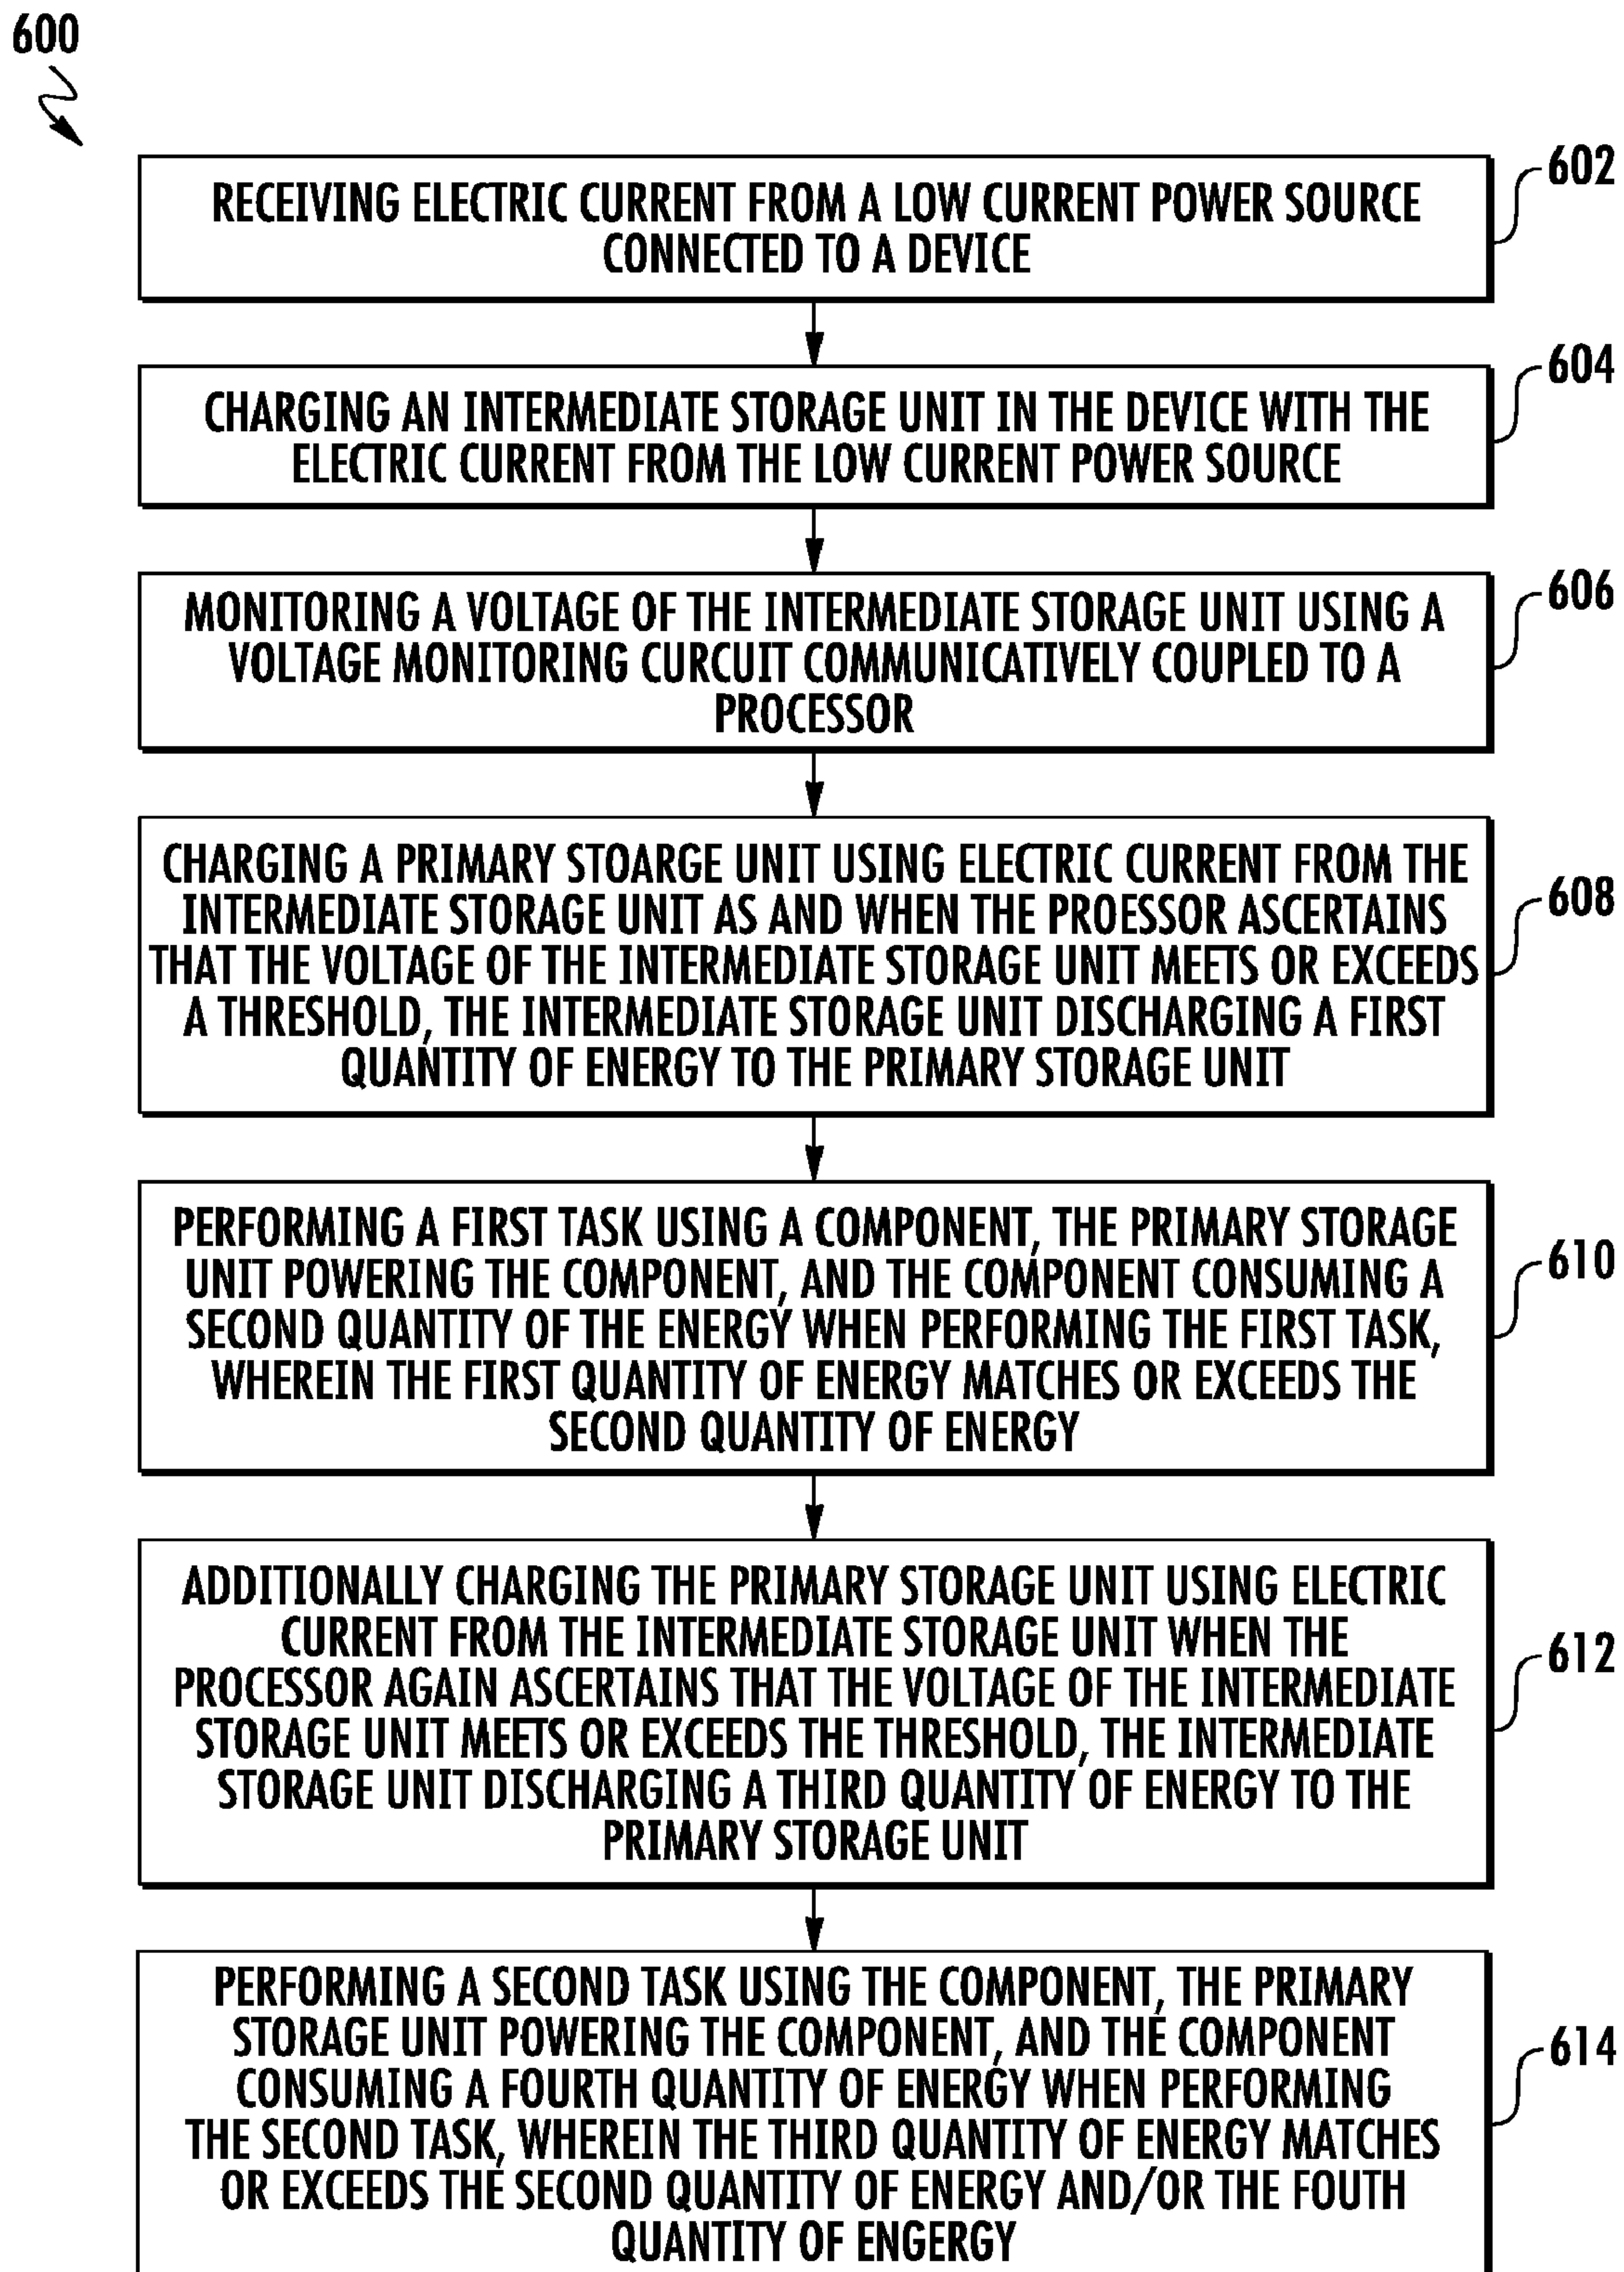 600
602
RECEIVING ELECTRIC CURRENT FROM A LOW CURRENT POWER SOURCE
CONNECTED TO A DEVICE
604
CHARGING AN INTERMEDIATE STORAGE UNIT IN THE DEVICE WITH THE
ELECTRIC CURRENT FROM THE LOW CURRENT POWER SOURCE
606
MONITORING A VOLTAGE OF THE INTERMEDIATE STORAGE UNIT USING A
VOLTAGE MONITORING CURCUIT COMMUNICATIVELY COUPLED TO A
PROCESSOR
608
CHARGING A PRIMARY STOARGE UNIT USING ELECTRIC CURRENT FROM THE
INTERMEDIATE STORAGE UNIT AS AND WHEN THE PROESSOR ASCERTAINS
THAT THE VOLTAGE OF THE INTERMEDIATE STORAGE UNIT MEETS OR EXCEEDS
A THRESHOLD, THE INTERMEDIATE STORAGE UNIT DISCHARGING A FIRST
QUANTITY OF ENERGY TO THE PRIMARY STORAGE UNIT
610
PERFORMING A FIRST TASK USING A COMPONENT, THE PRIMARY STORAGE
UNIT POWERING THE COMPONENT, AND THE COMPONENT CONSUMING A
SECOND QUANTITY OF THE ENERGY WHEN PERFORMING THE FIRST TASK,
WHEREIN THE FIRST QUANTITY OF ENERGY MATCHES OR EXCEEDS THE
SECOND QUANTITY OF ENERGY
612
ADDITIONALLY CHARGING THE PRIMARY STORAGE UNIT USING ELECTRIC
CURRENT FROM THE INTERMEDIATE STORAGE UNIT WHEN THE
PROCESSOR AGAIN ASCERTAINS THAT THE VOLTAGE OF THE INTERMEDIATE
STORAGE UNIT MEETS OR EXCEEDS THE THRESHOLD, THE INTERMEDIATE
STORAGE UNIT DISCHARGING A THIRD QUANTITY OF ENERGY TO THE
PRIMARY STORAGE UNIT
614
PERFORMING A SECOND TASK USING THE COMPONENT, THE PRIMARY
STORAGE UNIT POWERING THE COMPONENT, AND THE COMPONENT
CONSUMING A FOURTH QUANTITY OF ENERGY WHEN PERFORMING
THE SECOND TASK, WHEREIN THE THIRD QUANTITY OF ENERGY MATCHES
OR EXCEEDS THE SECOND QUANTITY OF ENERGY AND/OR THE FOUTH
QUANTITY OF ENGERGY